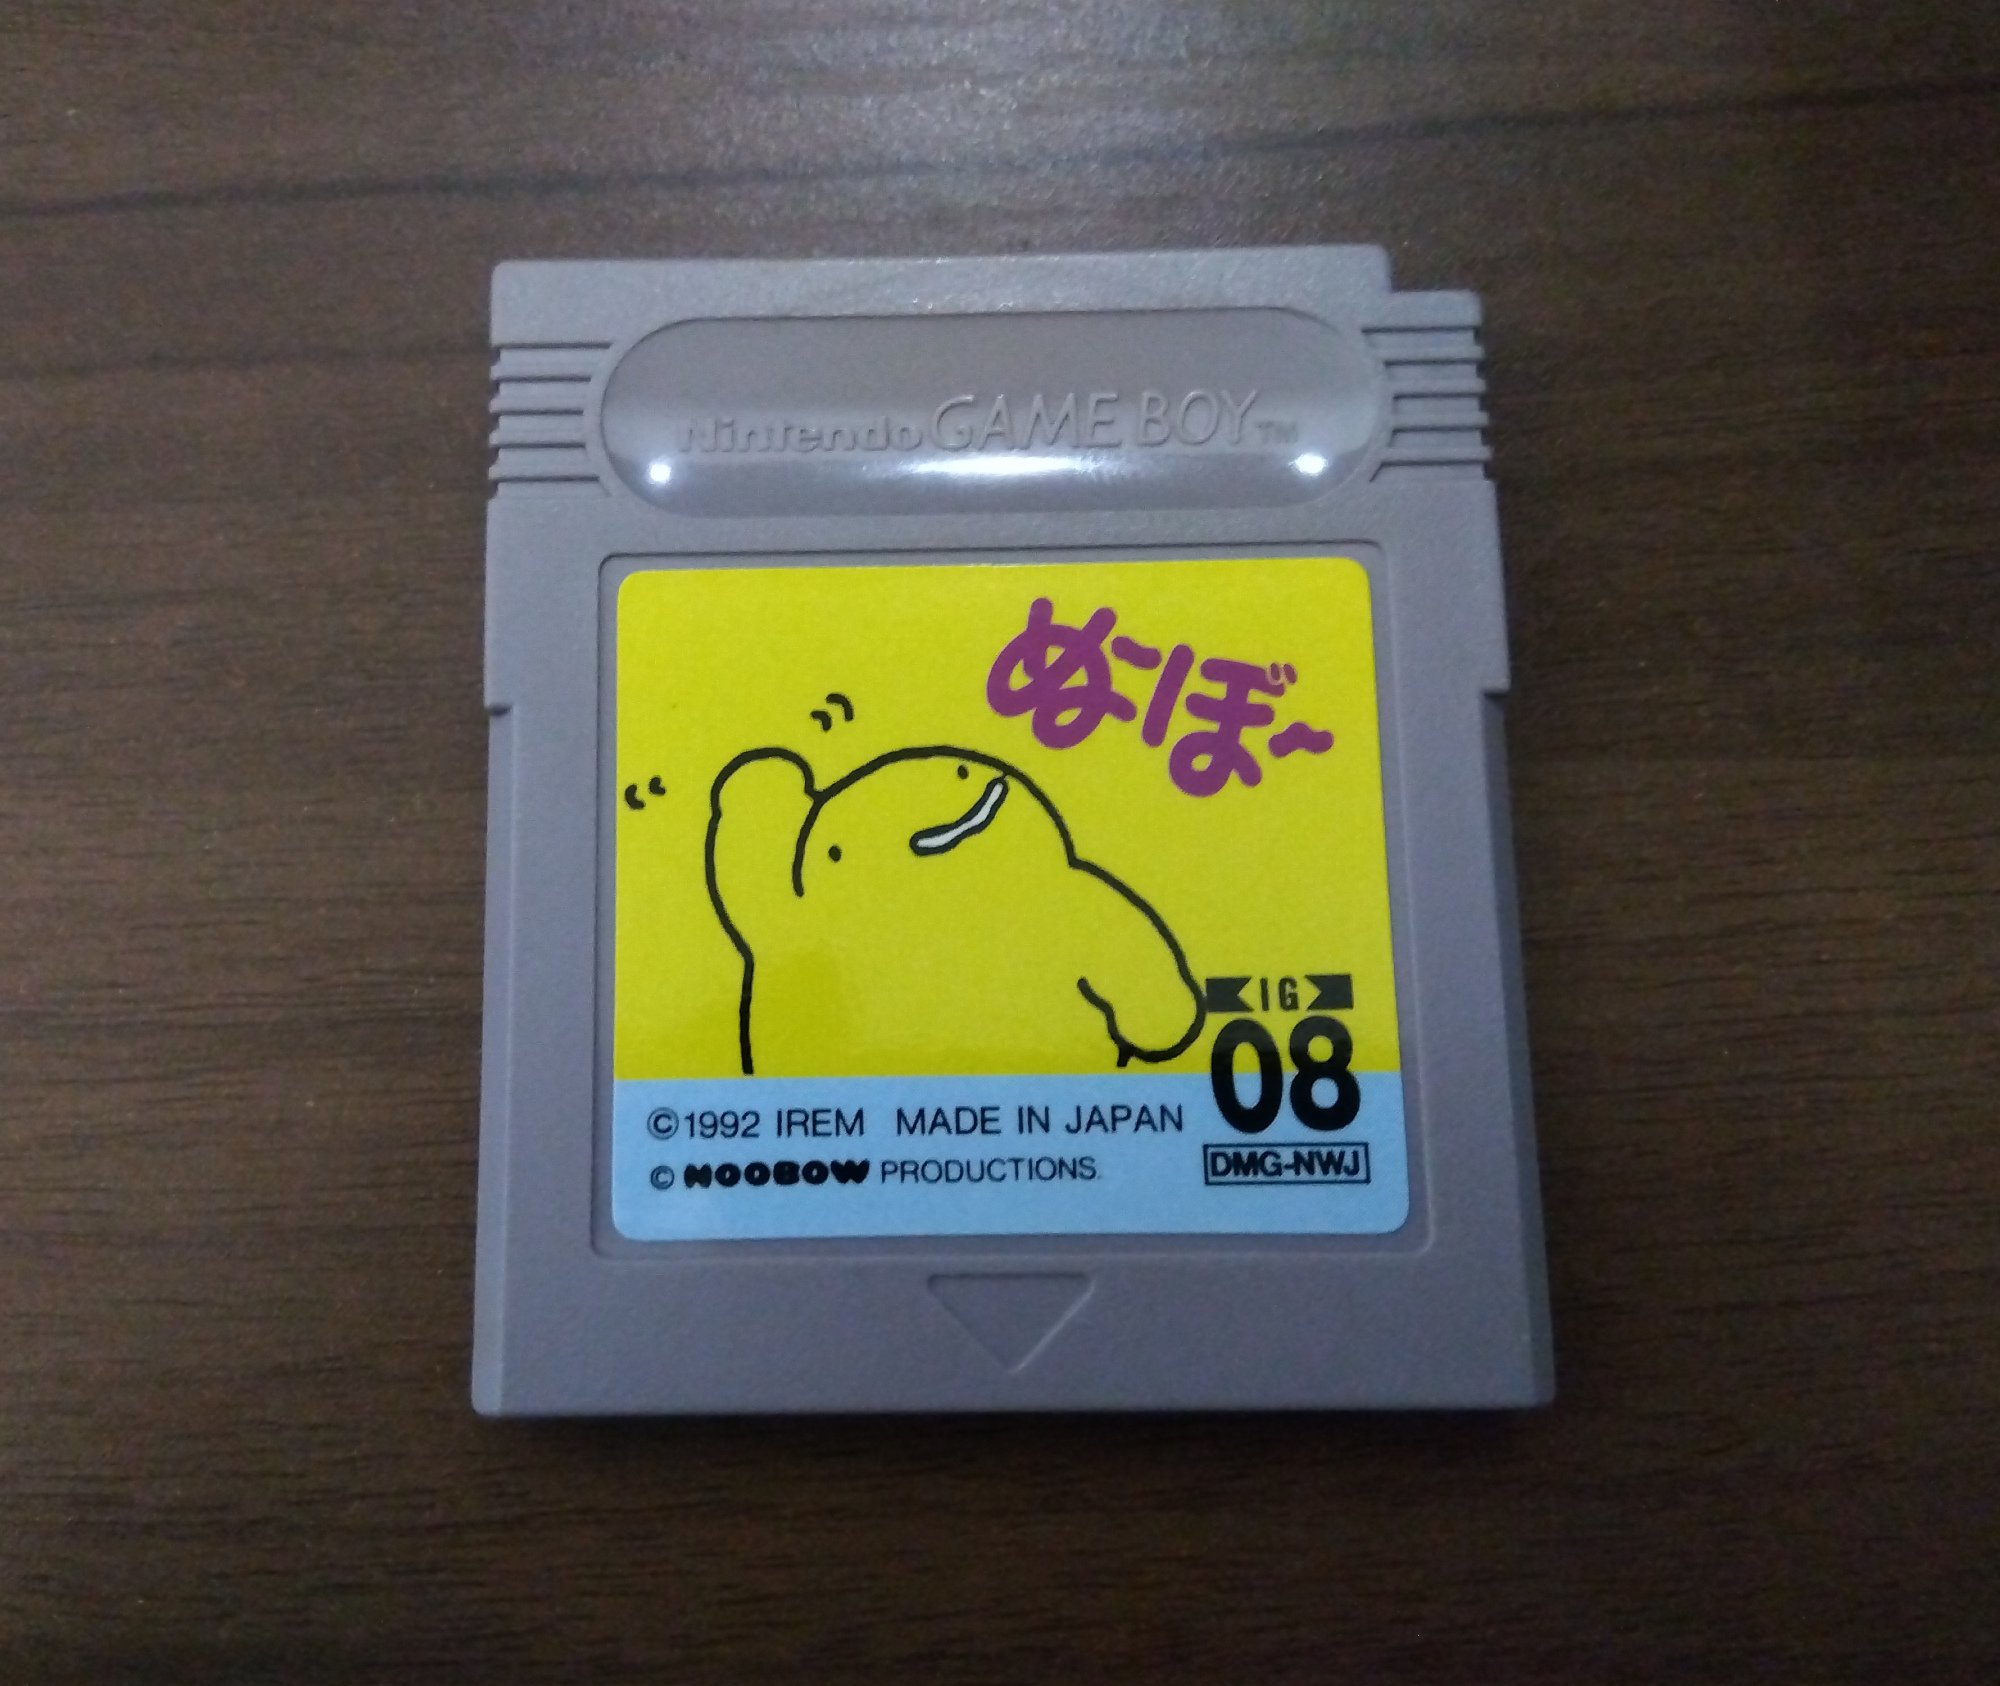 Nintendo GAME BOY™
ぬ〜ぼ〜
IG
08
©1992 IREM MADE IN JAPAN
© NOOBOW PRODUCTIONS.
DMG-NWJ